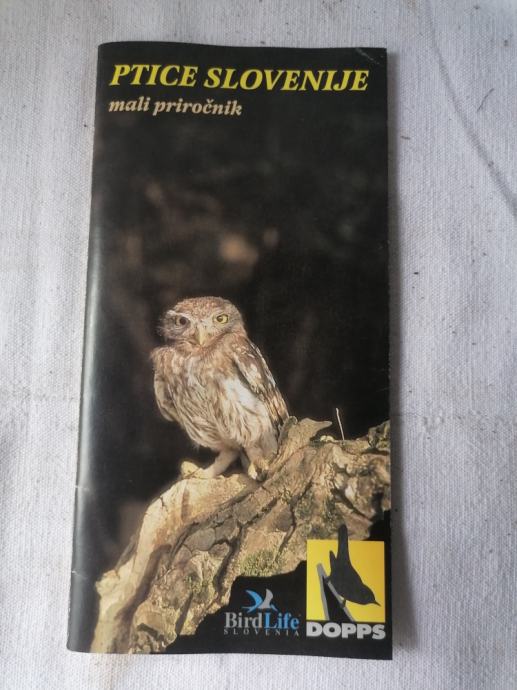 PTICE SLOVENIJE
mali priročnik
BirdLife
SLOVENIA
DOPPS